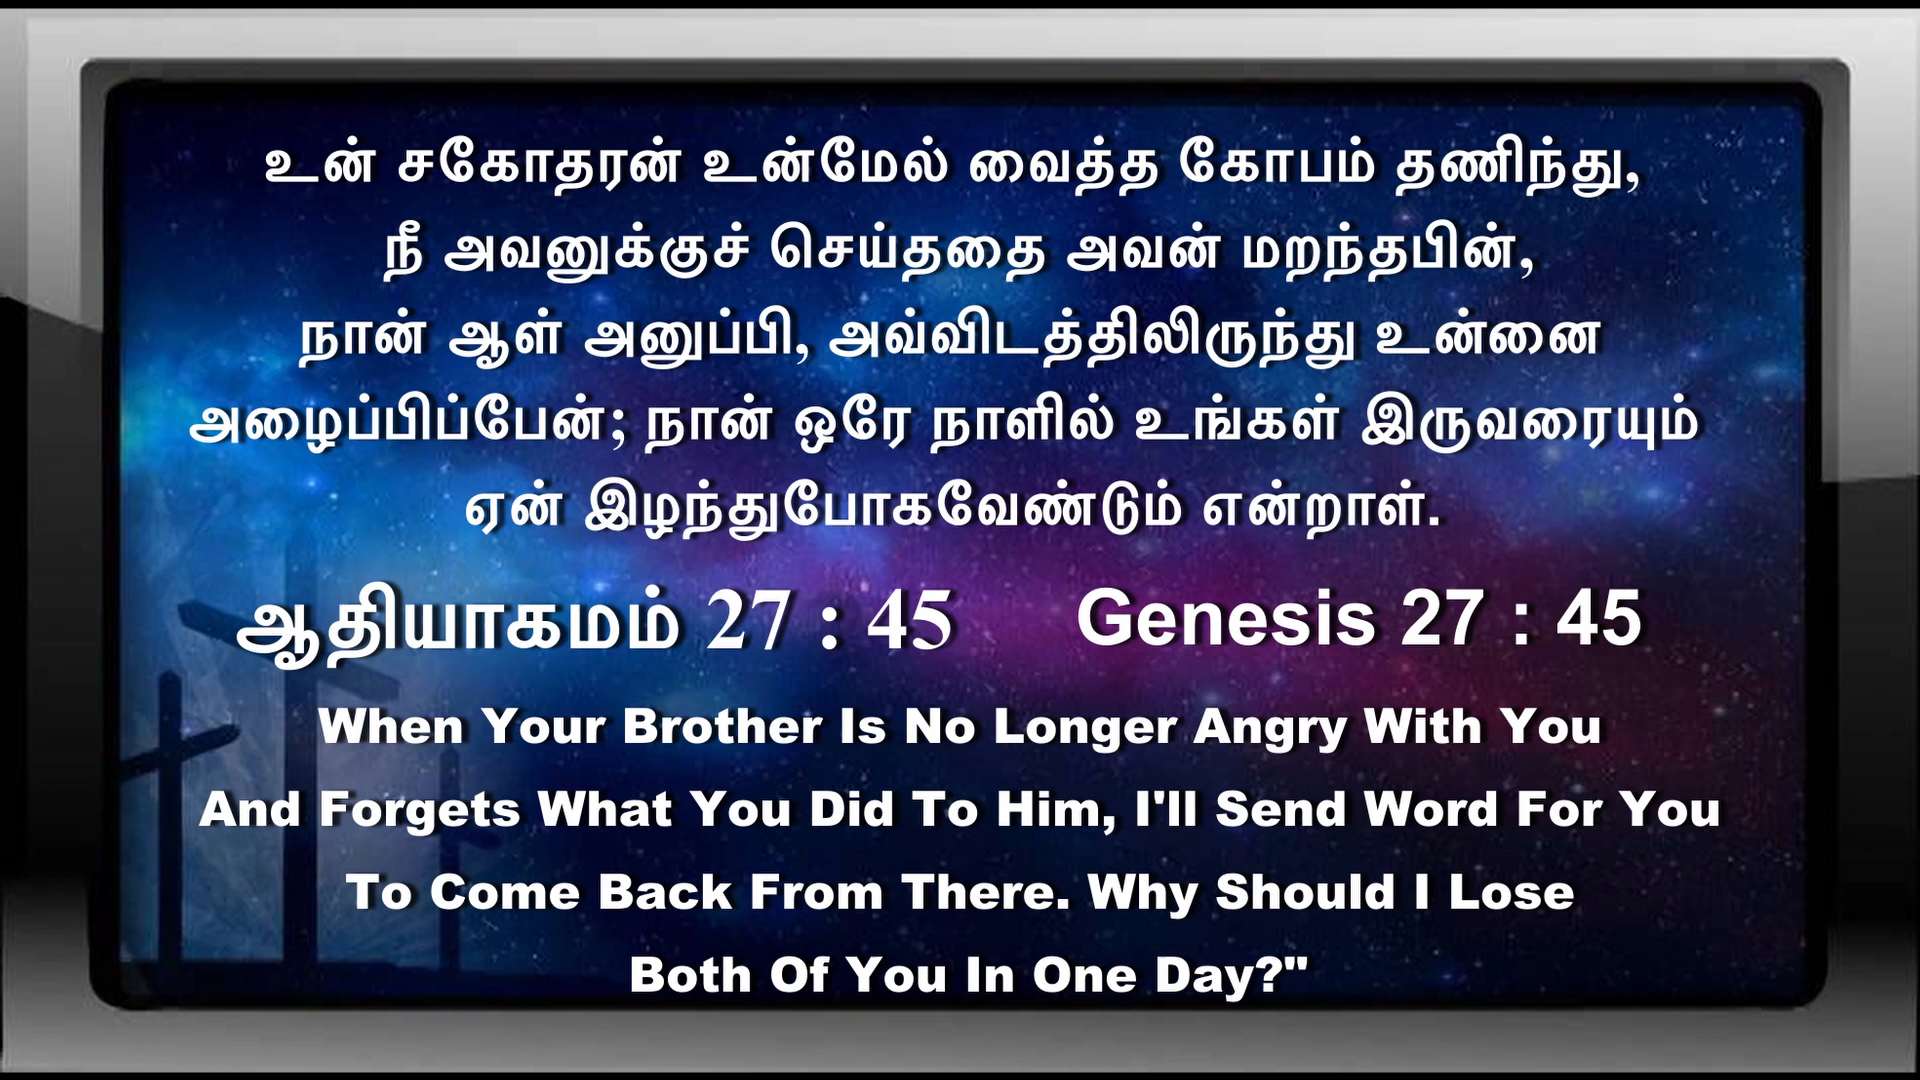 உன் சகோதரன் உன்மேல் வைத்த கோபம் தணிந்து,
நீ அவனுக்குச் செய்ததை அவன் மறந்தபின்,
நான் ஆள் அனுப்பி, அவ்விடத்திலிருந்து உன்னை
அழைப்பிப்பேன்; நான் ஒரே நாளில் உங்கள் இருவரையும்
ஏன் இழந்துபோகவேண்டும் என்றாள்.
ஆதியாகமம் 27 : 45 Genesis 27 : 45
When Your Brother Is No Longer Angry With You
And Forgets What You Did To Him, I'll Send Word For You
To Come Back From There. Why Should I Lose
Both Of You In One Day?"